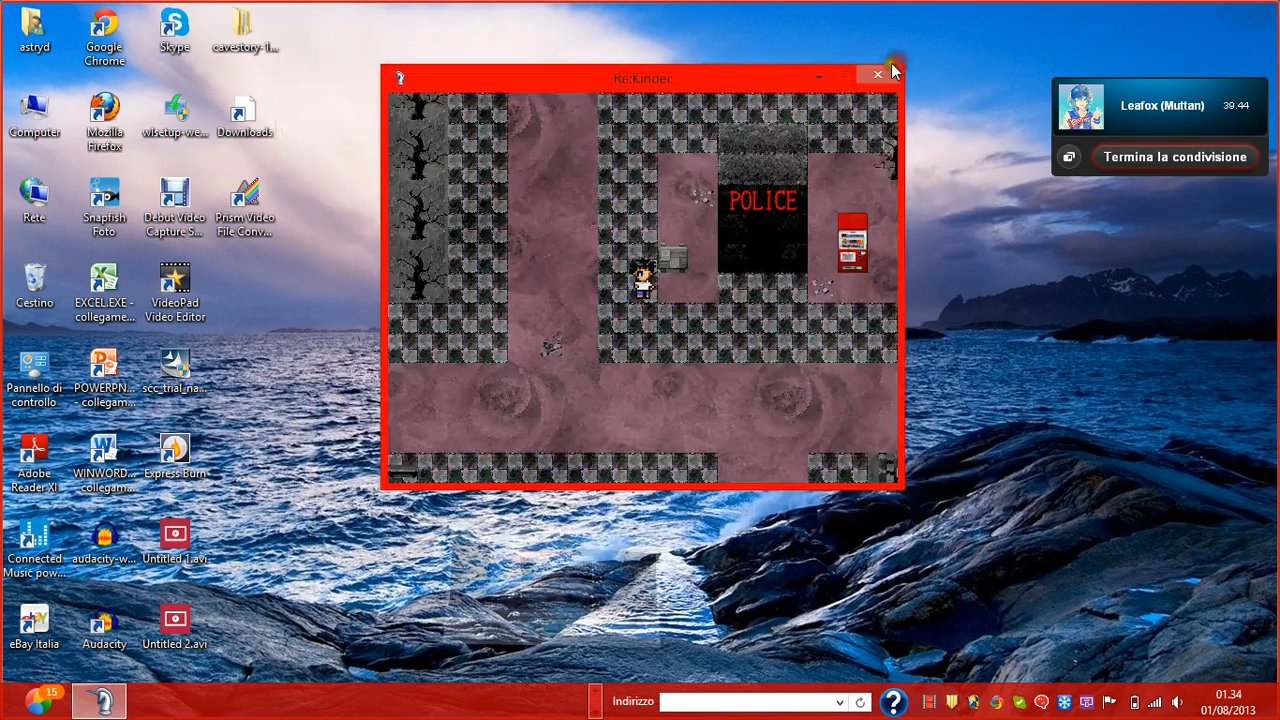 astryd
Google Chrome
Skype
cavestory-1...
Computer
Mozilla Firefox
wlsetup-we...
Downloads
Rete
Snapfish Foto
Debut Video Capture S...
Prism Video File Conv...
Cestino
EXCEL.EXE - collegame...
VideoPad Video Editor
Pannello di controllo
POWERPN... - collegam...
scc_trial_na...
Adobe Reader XI
WINWORD... - collegam...
Express Burn
Connected Music pow...
audacity-w...
Untitled 1.avi
eBay Italia
Audacity
Untitled 2.avi
Re:Kinder
POLICE
Leafox (Muttan) 39.44
Termina la condivisione
15
Indirizzo
01.34
01/08/2013